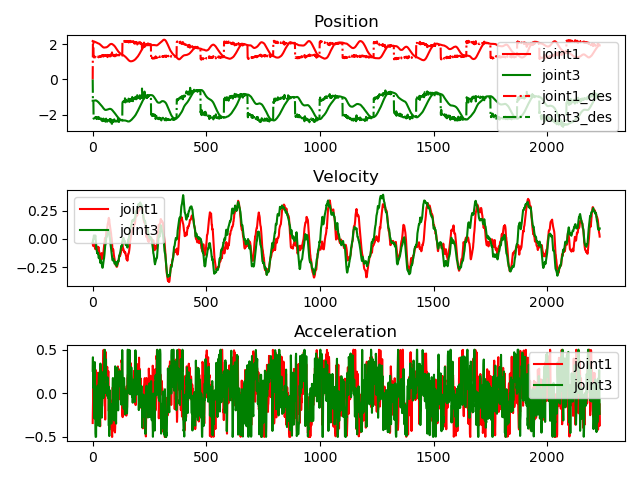 Position
2
0
−2
joint1
joint3
joint1_des
joint3_des
0 500 1000 1500 2000
Velocity
0.25
0.00
−0.25
joint1
joint3
0 500 1000 1500 2000
Acceleration
0.5
0.0
−0.5
joint1
joint3
0 500 1000 1500 2000